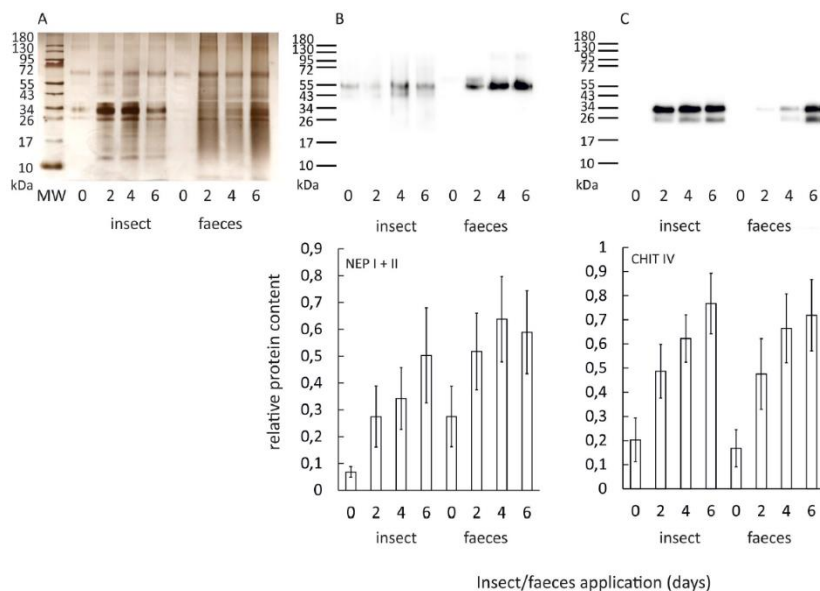 A
180
130
95
72
55
43
34
26
17
10
kDa
MW 0 2 4 6 0 2 4 6
insect faeces
B
180
130
95
72
55
43
34
26
17
10
kDa
0 2 4 6 0 2 4 6
insect faeces
C
180
130
95
72
55
43
34
26
17
10
kDa
0 2 4 6 0 2 4 6
insect faeces
relative protein content
0,9
0,8
0,7
0,6
0,5
0,4
0,3
0,2
0,1
0
NEP I + II
0 2 4 6 0 2 4 6
insect faeces
1
0,9
0,8
0,7
0,6
0,5
0,4
0,3
0,2
0,1
0
CHIT IV
0 2 4 6 0 2 4 6
insect faeces
Insect/faeces application (days)